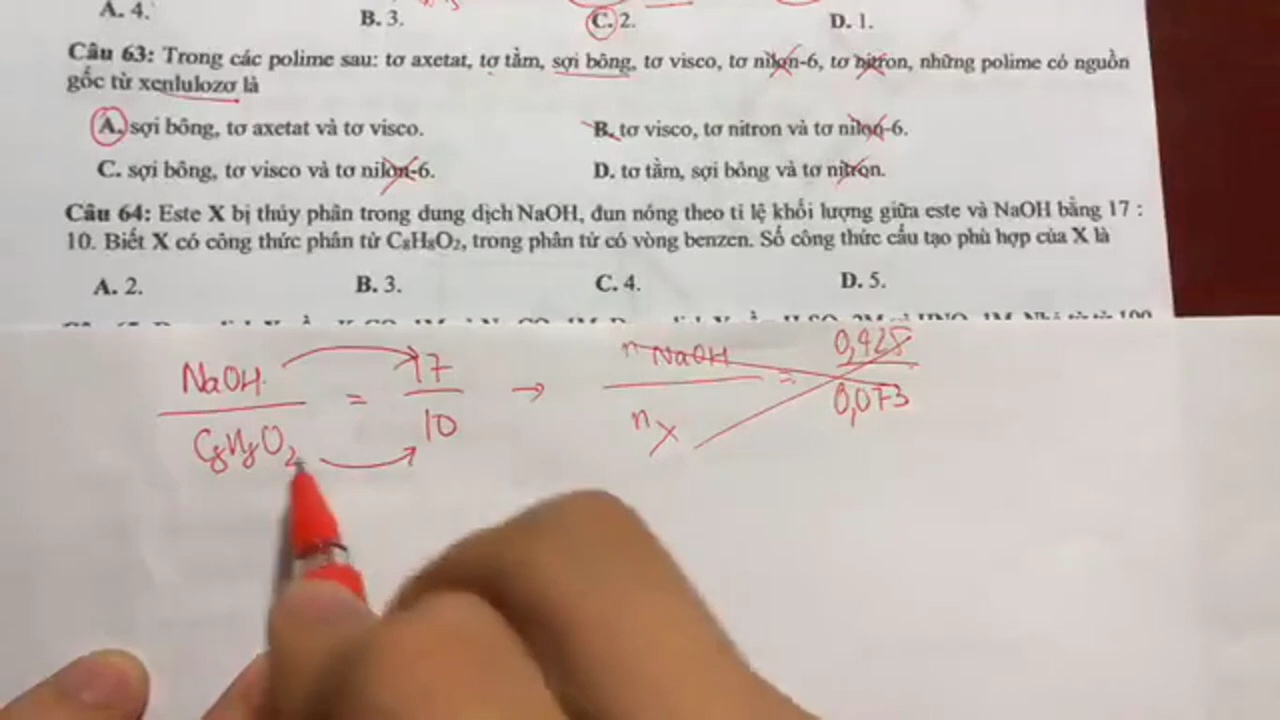 A. 4. B. 3. C. 2. D. 1.
Câu 63: Trong các polime sau: tơ axetat, tơ tằm, sợi bông, tơ visco, tơ nilon-6, tơ nitron, những polime có nguồn
gốc từ xenlulozơ là
A. sợi bông, tơ axetat và tơ visco. B. tơ visco, tơ nitron và tơ nilon-6.
C. sợi bông, tơ visco và tơ nilon-6. D. tơ tằm, sợi bông và tơ nitron.
Câu 64: Este X bị thủy phân trong dung dịch NaOH, đun nóng theo tỉ lệ khối lượng giữa este và NaOH bằng 17 :
10. Biết X có công thức phân tử C₈H₈O₂, trong phân tử có vòng benzen. Số công thức cấu tạo phù hợp của X là
A. 2. B. 3. C. 4. D. 5.
NaOH = 17 → n NaOH = 0,428
C₈H₈O₂ 10 n X 0,073